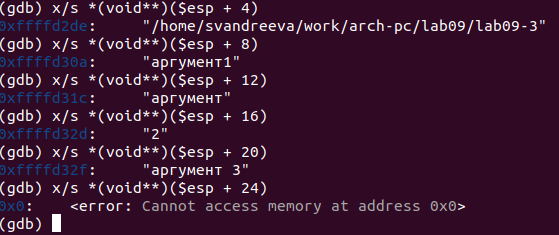 (gdb) x/s *(void**)($esp + 4)
0xffffd2de:     "/home/svandreeva/work/arch-pc/lab09/lab09-3"
(gdb) x/s *(void**)($esp + 8)
0xffffd30a:     "аргумент1"
(gdb) x/s *(void**)($esp + 12)
0xffffd31c:     "аргумент"
(gdb) x/s *(void**)($esp + 16)
0xffffd32d:     "2"
(gdb) x/s *(void**)($esp + 20)
0xffffd32f:     "аргумент 3"
(gdb) x/s *(void**)($esp + 24)
0x0:    <error: Cannot access memory at address 0x0>
(gdb)